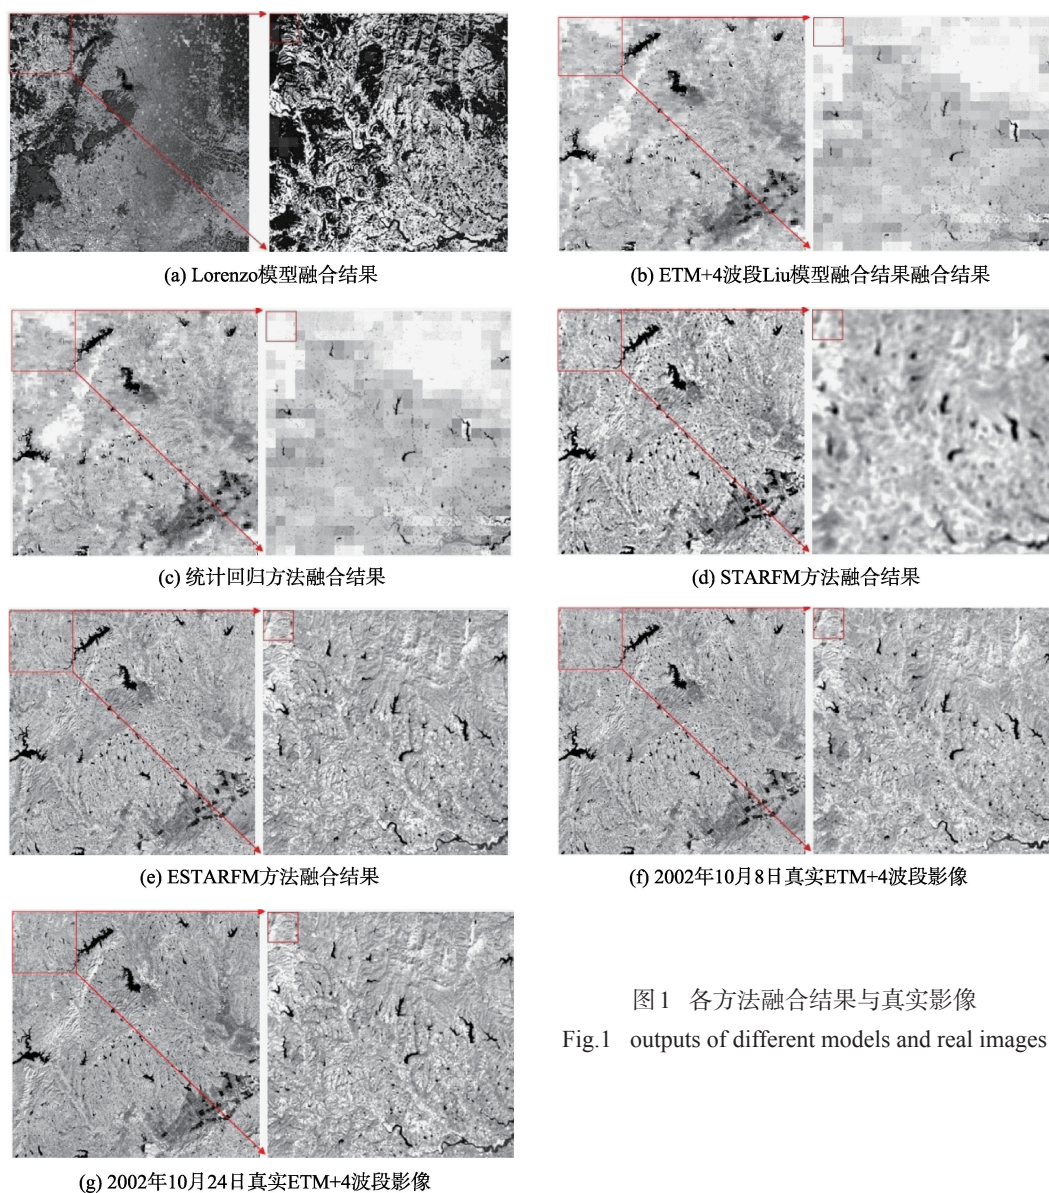 (a) Lorenzo模型融合结果
(b) ETM+4波段Liu模型融合结果融合结果
(c) 统计回归方法融合结果
(d) STARFM方法融合结果
(e) ESTARFM方法融合结果
(f) 2002年10月8日真实ETM+4波段影像
(g) 2002年10月24日真实ETM+4波段影像
图1 各方法融合结果与真实影像
Fig.1 outputs of different models and real images